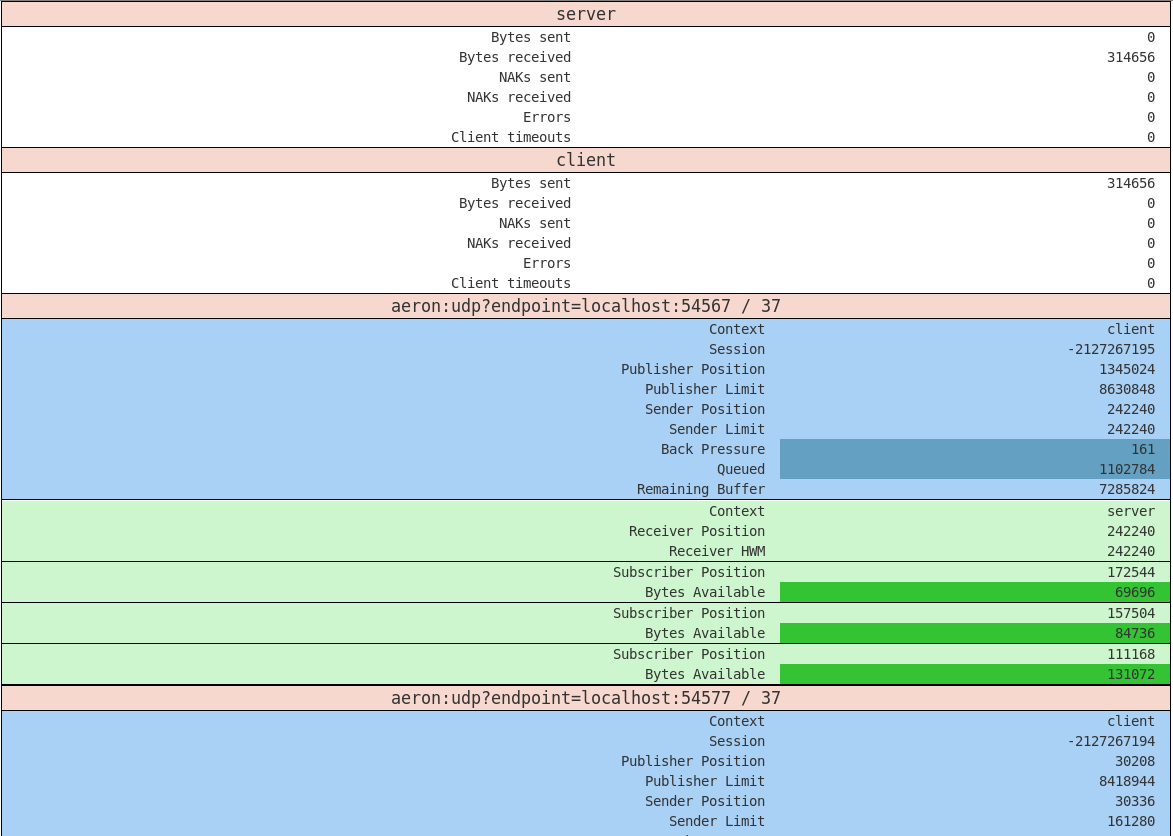 server
Bytes sent 0
Bytes received 314656
NAKs sent 0
NAKs received 0
Errors 0
Client timeouts 0
client
Bytes sent 314656
Bytes received 0
NAKs sent 0
NAKs received 0
Errors 0
Client timeouts 0
aeron:udp?endpoint=localhost:54567 / 37
Context client
Session -2127267195
Publisher Position 1345024
Publisher Limit 8630848
Sender Position 242240
Sender Limit 242240
Back Pressure 161
Queued 1102784
Remaining Buffer 7285824
Context server
Receiver Position 242240
Receiver HWM 242240
Subscriber Position 172544
Bytes Available 69696
Subscriber Position 157504
Bytes Available 84736
Subscriber Position 111168
Bytes Available 131072
aeron:udp?endpoint=localhost:54577 / 37
Context client
Session -2127267194
Publisher Position 30208
Publisher Limit 8418944
Sender Position 30336
Sender Limit 161280